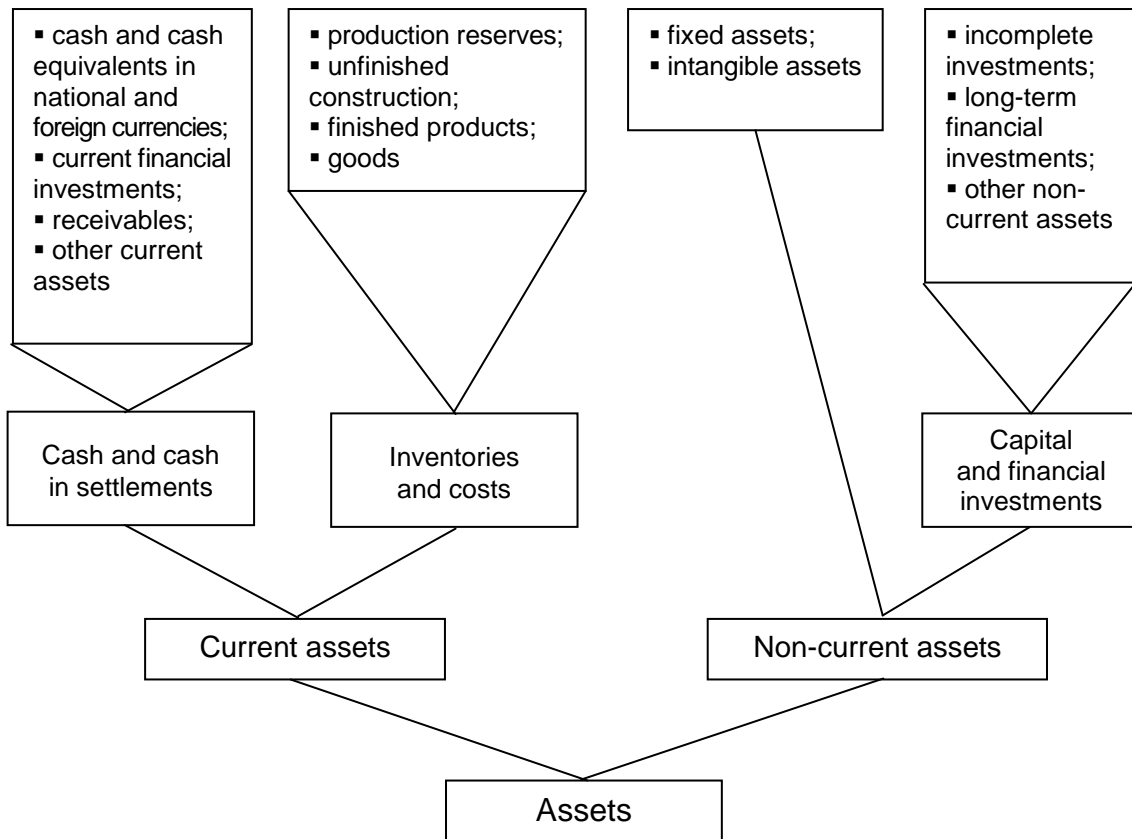 ▪ cash and cash
equivalents in
national and
foreign currencies;
▪ current financial
investments;
▪ receivables;
▪ other current
assets
▪ production reserves;
▪ unfinished
construction;
▪ finished products;
▪ goods
▪ fixed assets;
▪ intangible assets
▪ incomplete
investments;
▪ long-term
financial
investments;
▪ other non-
current assets
Cash and cash
in settlements
Inventories
and costs
Capital
and financial
investments
Current assets
Non-current assets
Assets